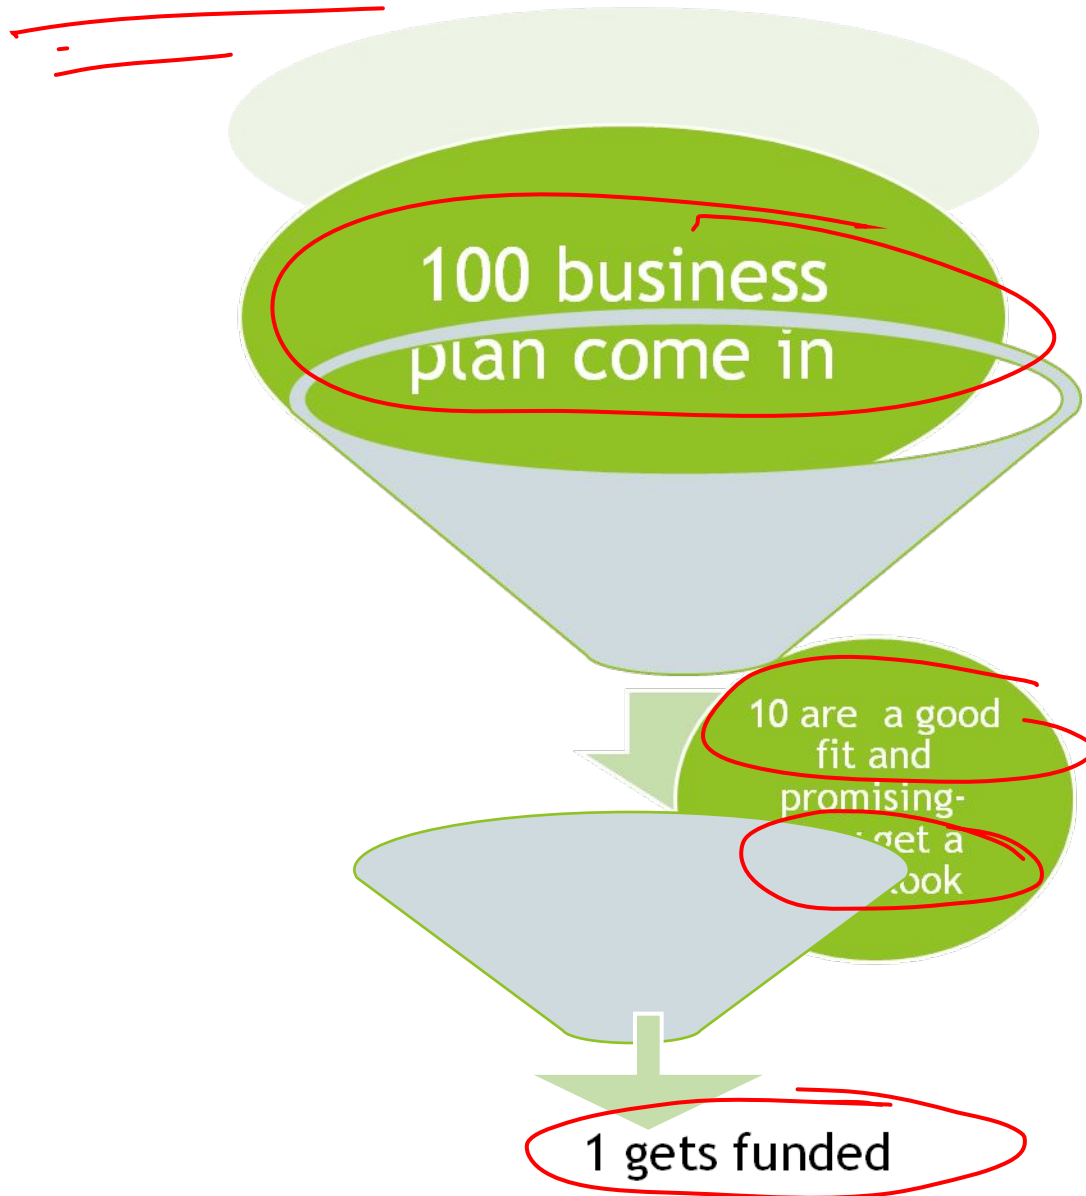 100 business
plan come in
10 are a good
fit and
promising-
get a
1 gets funded